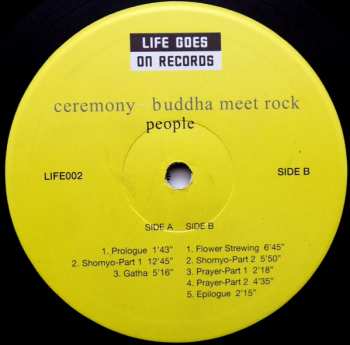 LIFE GOES
ON RECORDS
ceremony - buddha meet rock
people
LIFE002
SIDE B
SIDE A SIDE B
1. Prologue 1'43"
2. Shomyo-Part 1 12'45"
3. Gatha 5'16"
1. Flower Strewing 6'45"
2. Shomyo-Part 2 5'50"
3. Prayer-Part 1 2'18"
4. Prayer-Part 2 4'35"
5. Epilogue 2'15"